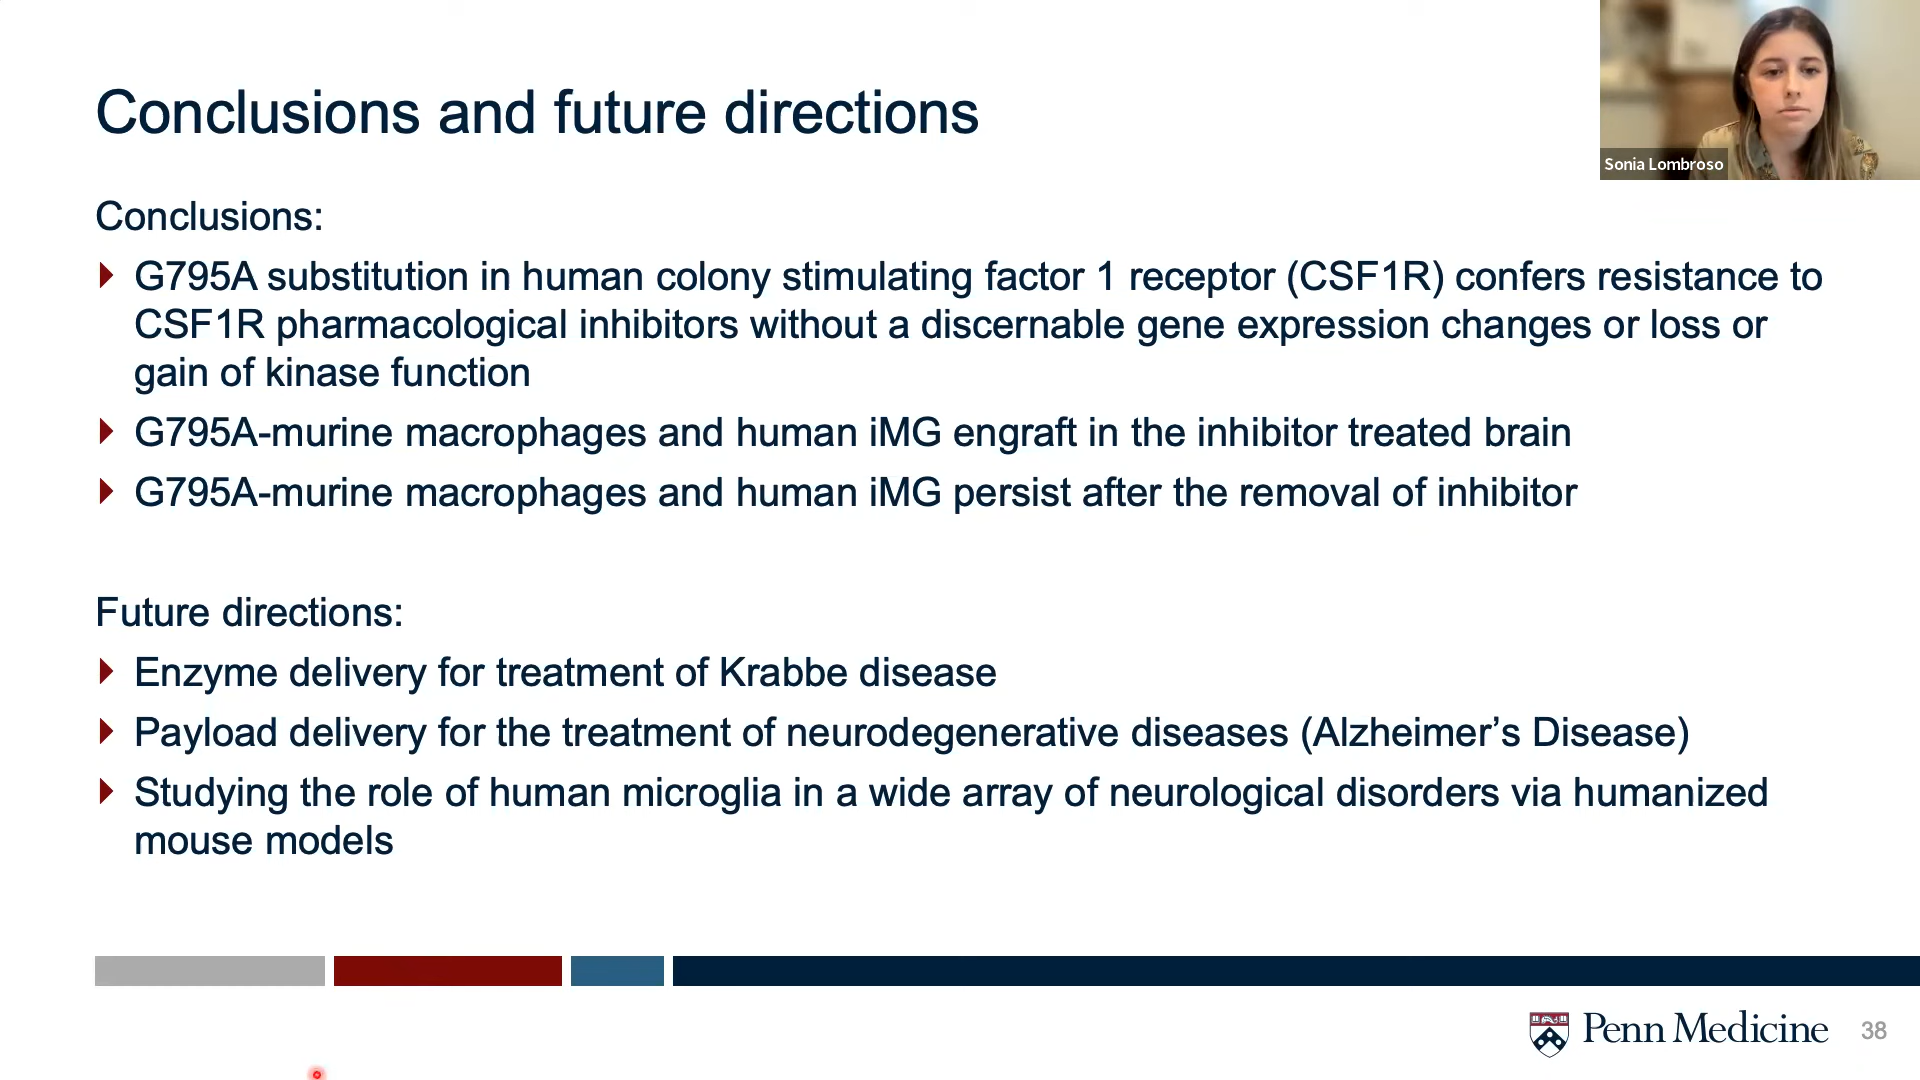 Conclusions and future directions
Sonia Lombroso
Conclusions:
G795A substitution in human colony stimulating factor 1 receptor (CSF1R) confers resistance to
CSF1R pharmacological inhibitors without a discernable gene expression changes or loss or
gain of kinase function
G795A-murine macrophages and human iMG engraft in the inhibitor treated brain
G795A-murine macrophages and human iMG persist after the removal of inhibitor
Future directions:
Enzyme delivery for treatment of Krabbe disease
Payload delivery for the treatment of neurodegenerative diseases (Alzheimer’s Disease)
Studying the role of human microglia in a wide array of neurological disorders via humanized
mouse models
Penn Medicine
38